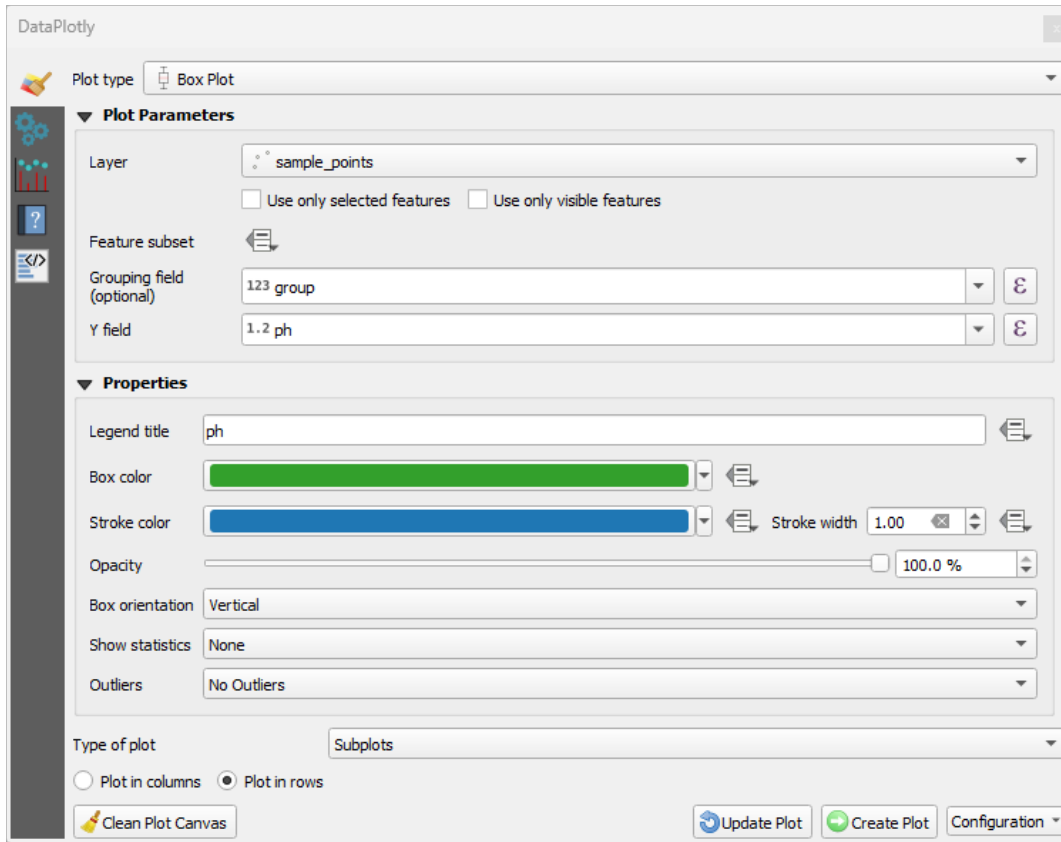 DataPlotly
Plot type Box Plot
Plot Parameters
Layer sample_points
Use only selected features Use only visible features
Feature subset
Grouping field
(optional) 123 group ε
Y field 1.2 ph ε
Properties
Legend title ph
Box color
Stroke color Stroke width 1.00
Opacity 100.0 %
Box orientation Vertical
Show statistics None
Outliers No Outliers
Type of plot Subplots
Plot in columns Plot in rows
Clean Plot Canvas Update Plot Create Plot Configuration